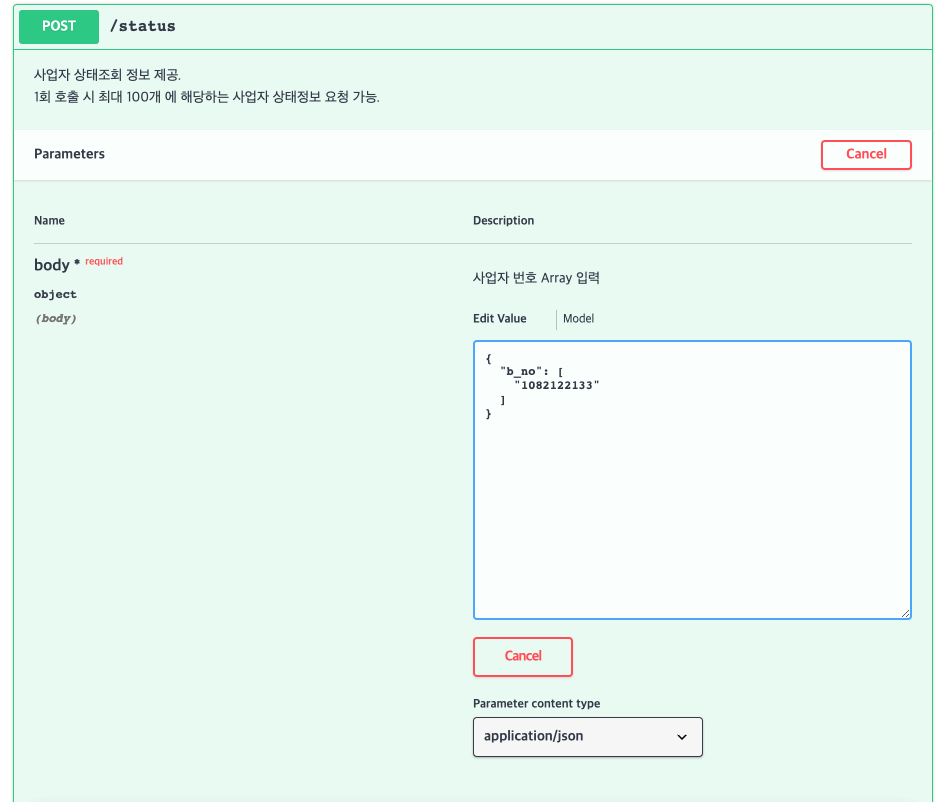 POST /status
사업자 상태조회 정보 제공.
1회 호출 시 최대 100개 에 해당하는 사업자 상태정보 요청 가능.
Parameters
Cancel
Name
Description
body * required
object
(body)
사업자 번호 Array 입력
Edit Value
Model
{
"b_no": [
"1082122133"
]
}
Cancel
Parameter content type
application/json